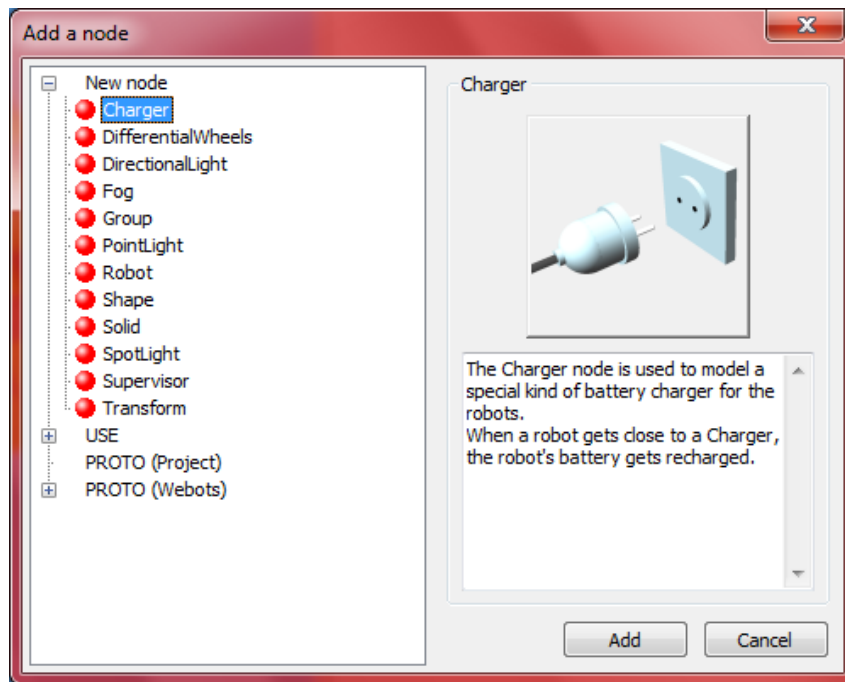 Add a node
New node
Charger
DifferentialWheels
DirectionalLight
Fog
Group
PointLight
Robot
Shape
Solid
SpotLight
Supervisor
Transform
USE
PROTO (Project)
PROTO (Webots)
Charger
The Charger node is used to model a
special kind of battery charger for the
robots.
When a robot gets close to a Charger,
the robot's battery gets recharged.
Add
Cancel